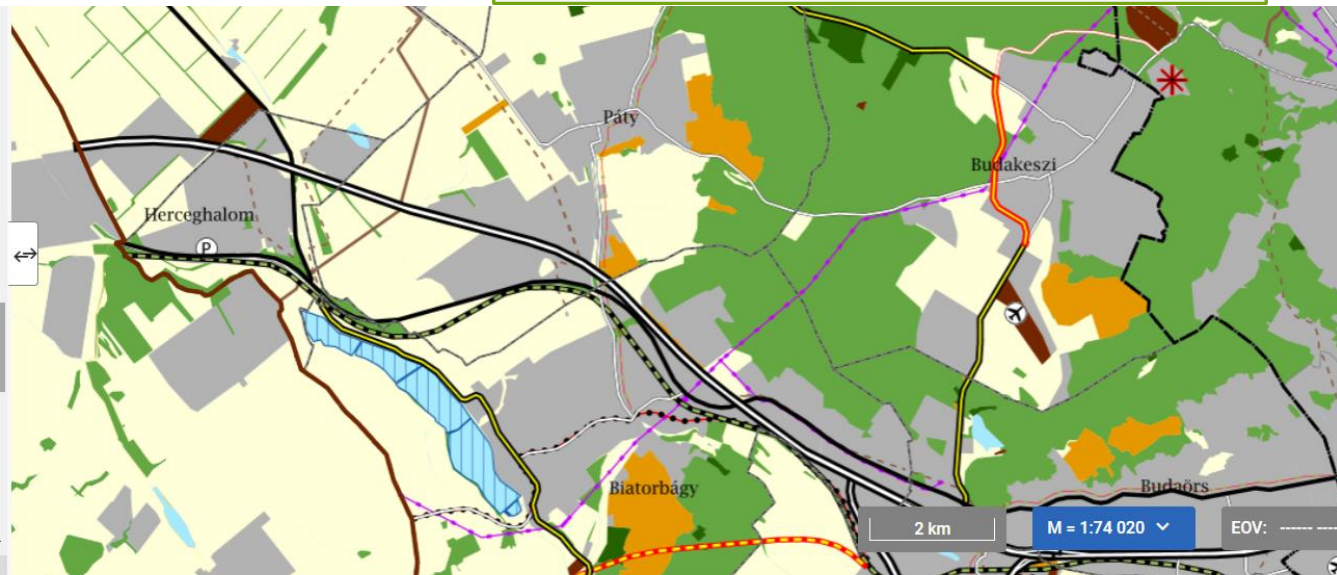 Páty
Budakeszi
Herceghalom
P
Biatorbágy
Budaörs
2 km
M = 1:74 020
EOV: ------ ----